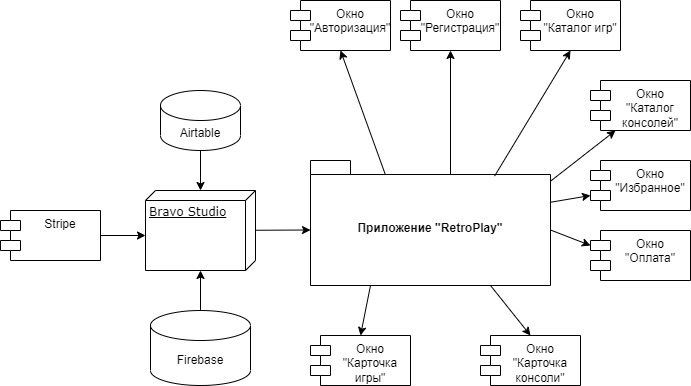 Окно
"Авторизация"
Окно
"Регистрация"
Окно
"Каталог игр"
Окно
"Каталог
консолей"
Airtable
Окно
"Избранное"
Bravo Studio
Stripe
Приложение "RetroPlay"
Окно
"Оплата"
Firebase
Окно
"Карточка
игры"
Окно
"Карточка
консоли"